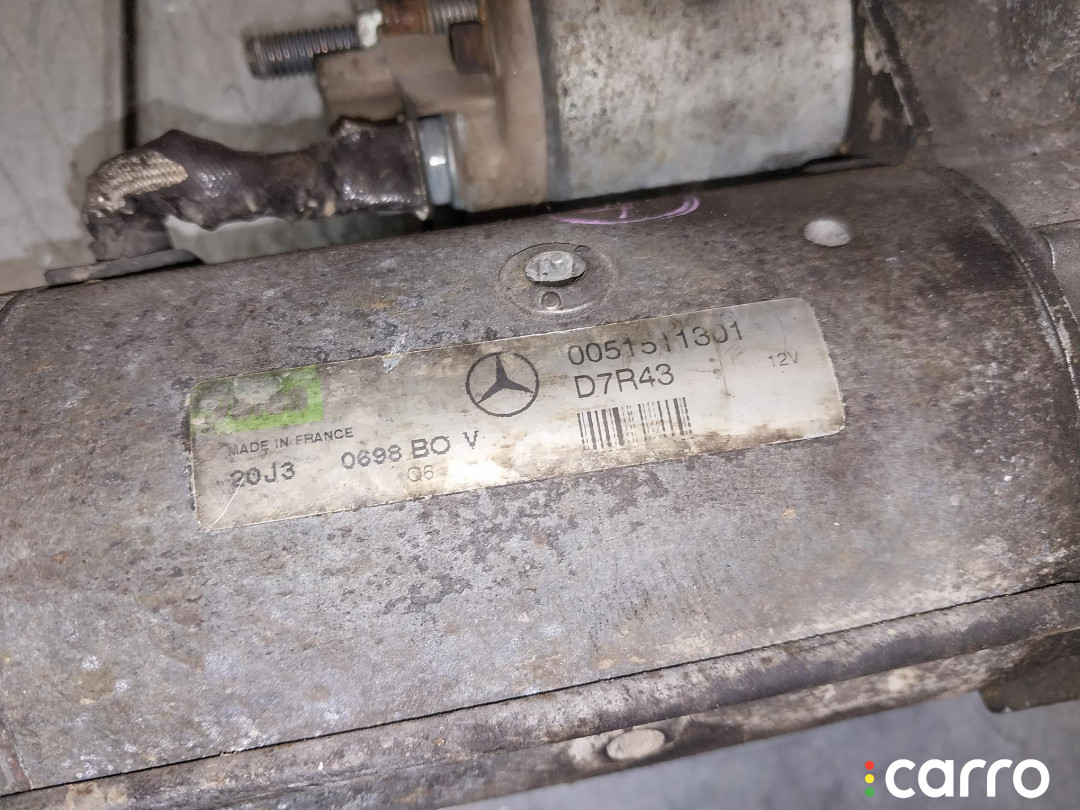 0051511301
D7R43
12V
MADE IN FRANCE
20J3 0698 BO V
Q6
carro